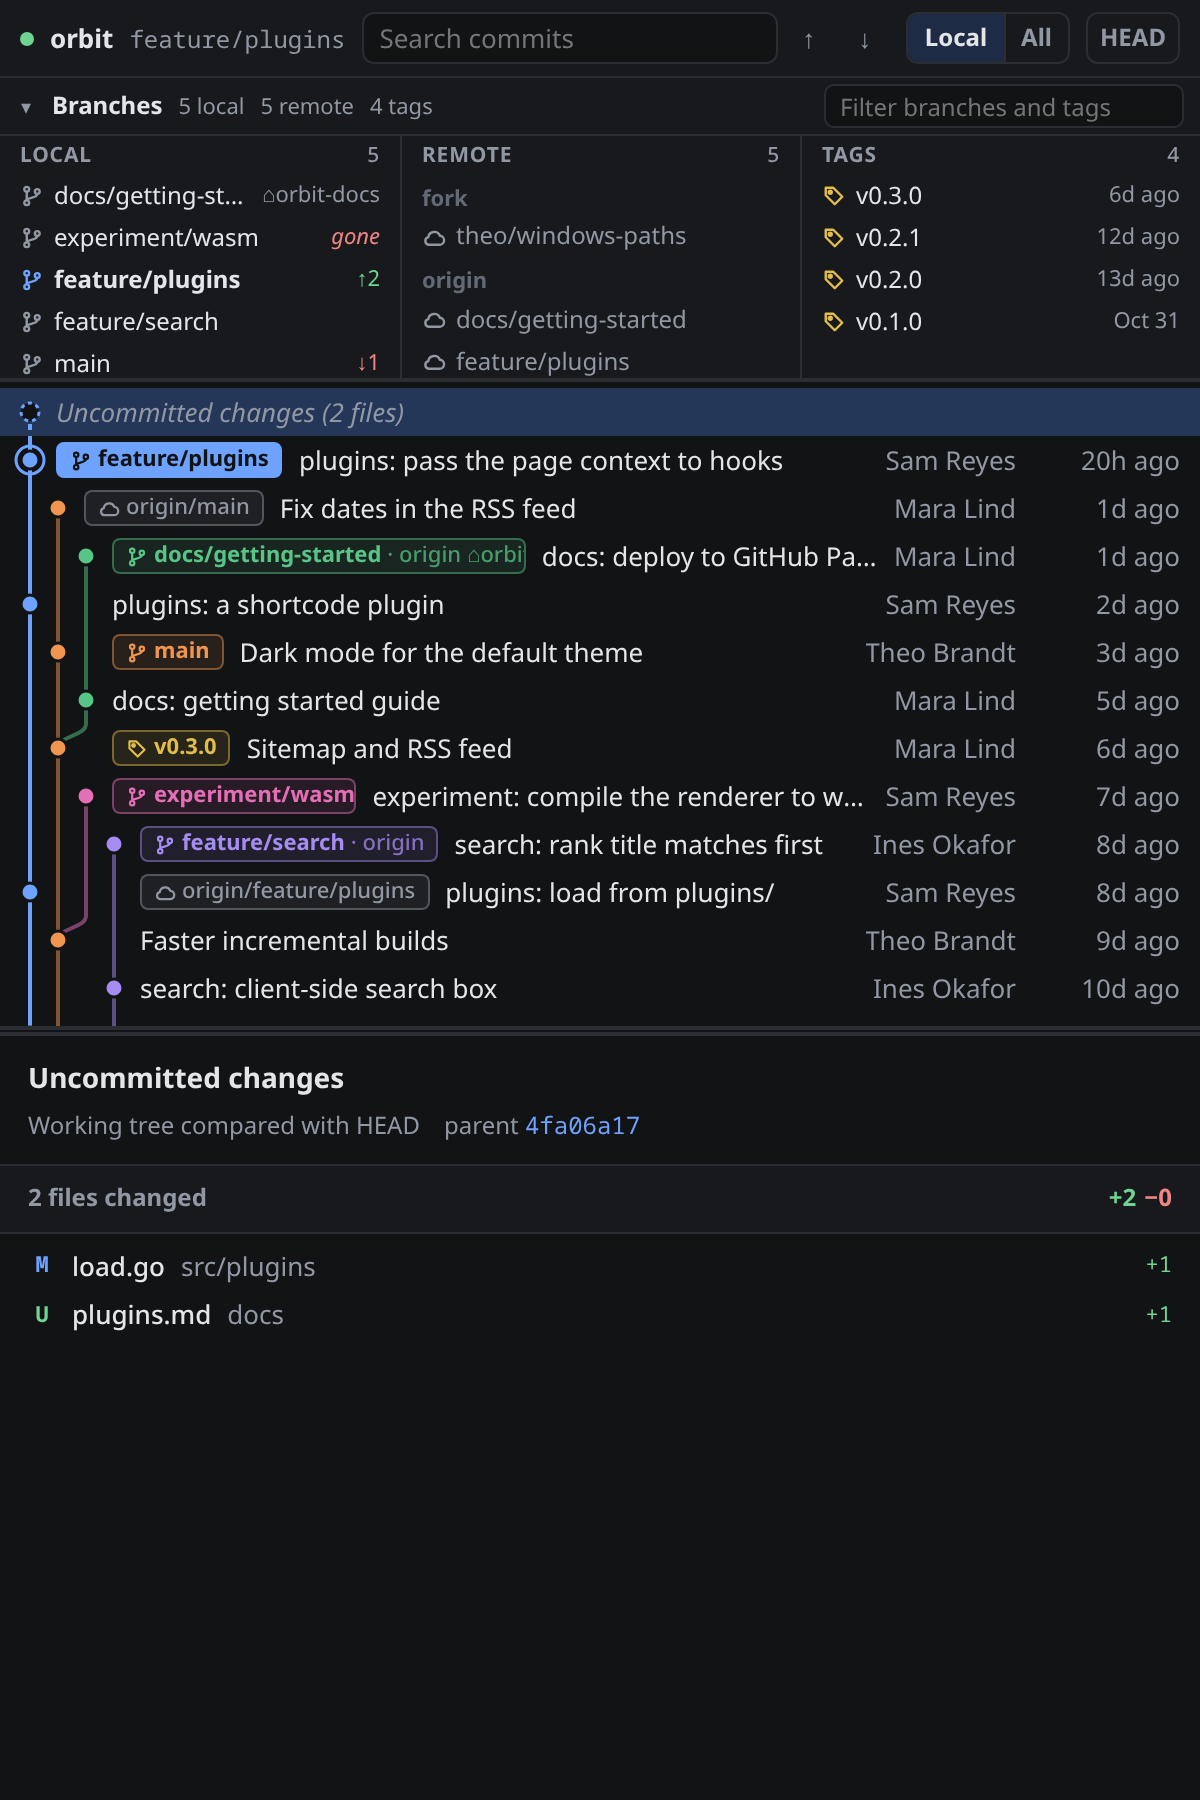 orbit feature/plugins Search commits ↑ ↓ Local All HEAD
▾ Branches 5 local 5 remote 4 tags Filter branches and tags
LOCAL 5
docs/getting-st... ⌂orbit-docs
experiment/wasm gone
feature/plugins ↑2
feature/search
main ↓1
REMOTE 5
fork
theo/windows-paths
origin
docs/getting-started
feature/plugins
TAGS 4
v0.3.0 6d ago
v0.2.1 12d ago
v0.2.0 13d ago
v0.1.0 Oct 31
Uncommitted changes (2 files)
feature/plugins plugins: pass the page context to hooks Sam Reyes 20h ago
origin/main Fix dates in the RSS feed Mara Lind 1d ago
docs/getting-started · origin ⌂orbi docs: deploy to GitHub Pa... Mara Lind 1d ago
plugins: a shortcode plugin Sam Reyes 2d ago
main Dark mode for the default theme Theo Brandt 3d ago
docs: getting started guide Mara Lind 5d ago
v0.3.0 Sitemap and RSS feed Mara Lind 6d ago
experiment/wasm experiment: compile the renderer to w... Sam Reyes 7d ago
feature/search · origin search: rank title matches first Ines Okafor 8d ago
origin/feature/plugins plugins: load from plugins/ Sam Reyes 8d ago
Faster incremental builds Theo Brandt 9d ago
search: client-side search box Ines Okafor 10d ago
Uncommitted changes
Working tree compared with HEAD parent 4fa06a17
2 files changed +2 −0
M load.go src/plugins +1
U plugins.md docs +1